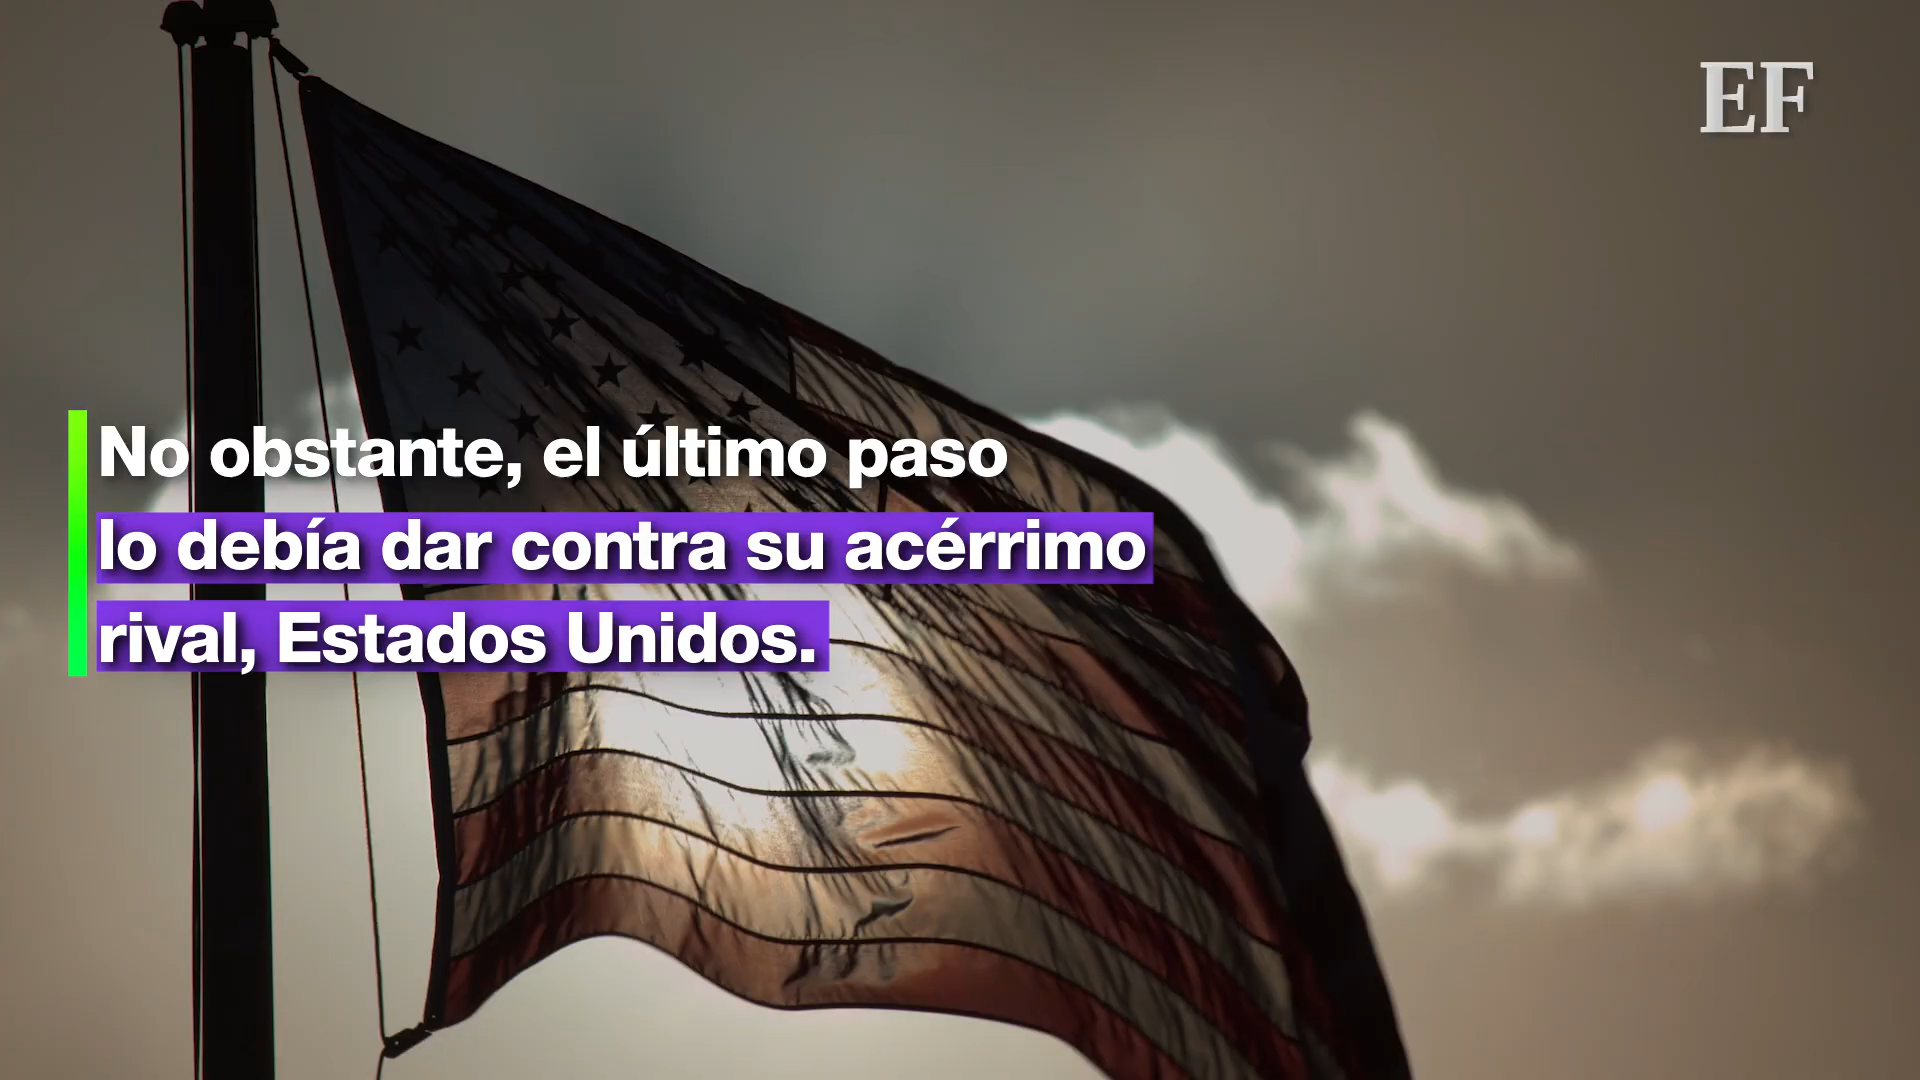 EF
No obstante, el último paso
lo debía dar contra su acérrimo
rival, Estados Unidos.